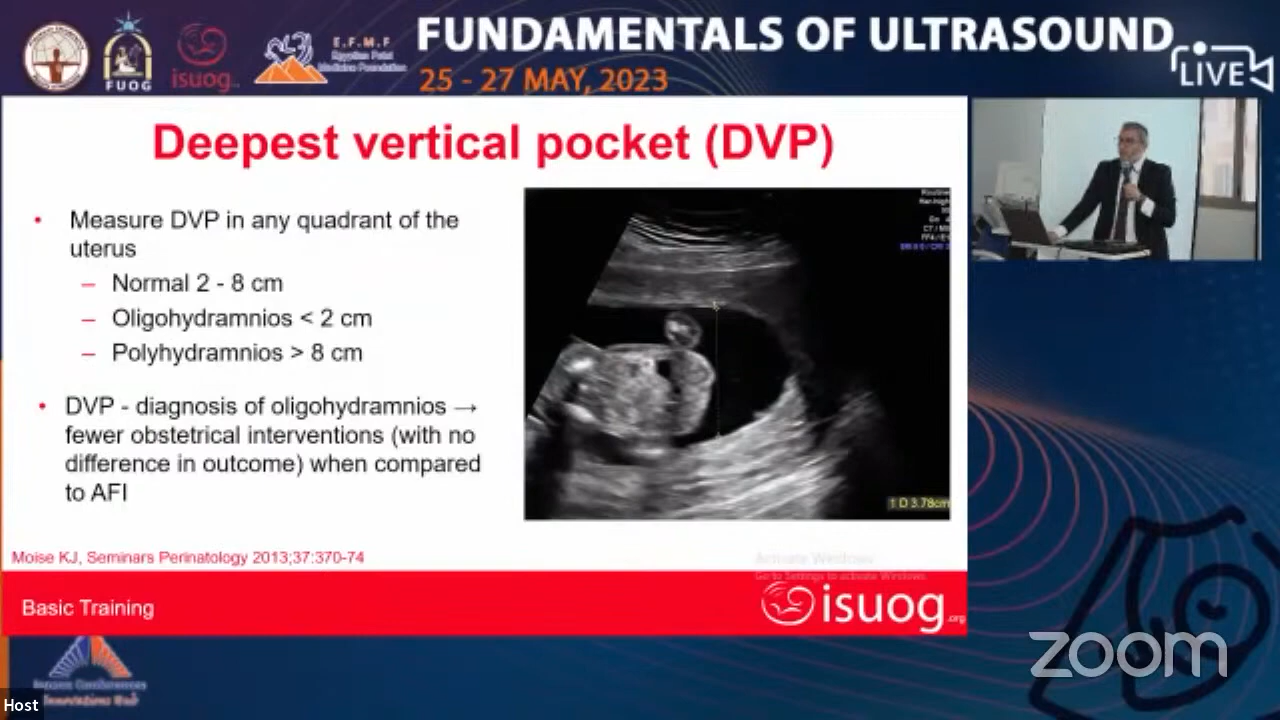 FUNDAMENTALS OF ULTRASOUND
25 - 27 MAY, 2023
LIVE
FUOG
isuog
E.F.M.F
Egyptian Fetal
Medicine Foundation
Deepest vertical pocket (DVP)
• Measure DVP in any quadrant of the
uterus
– Normal 2 - 8 cm
– Oligohydramnios < 2 cm
– Polyhydramnios > 8 cm
• DVP - diagnosis of oligohydramnios →
fewer obstetrical interventions (with no
difference in outcome) when compared
to AFI
1 D 3.78cm
Moise KJ, Seminars Perinatology 2013;37:370-74
Activate Windows
Go to Settings to activate Windows.
Basic Training
isuog.org
zoom
Host